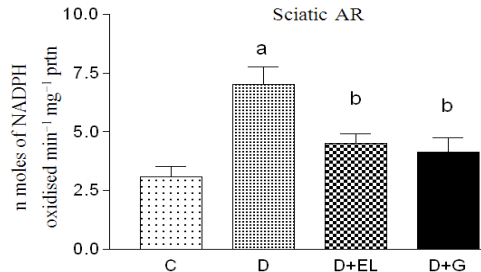 Sciatic AR
n moles of NADPH
oxidised min⁻¹ mg⁻¹ prtn
10.0
7.5
5.0
2.5
0.0
a
b
b
C D D+EL D+G